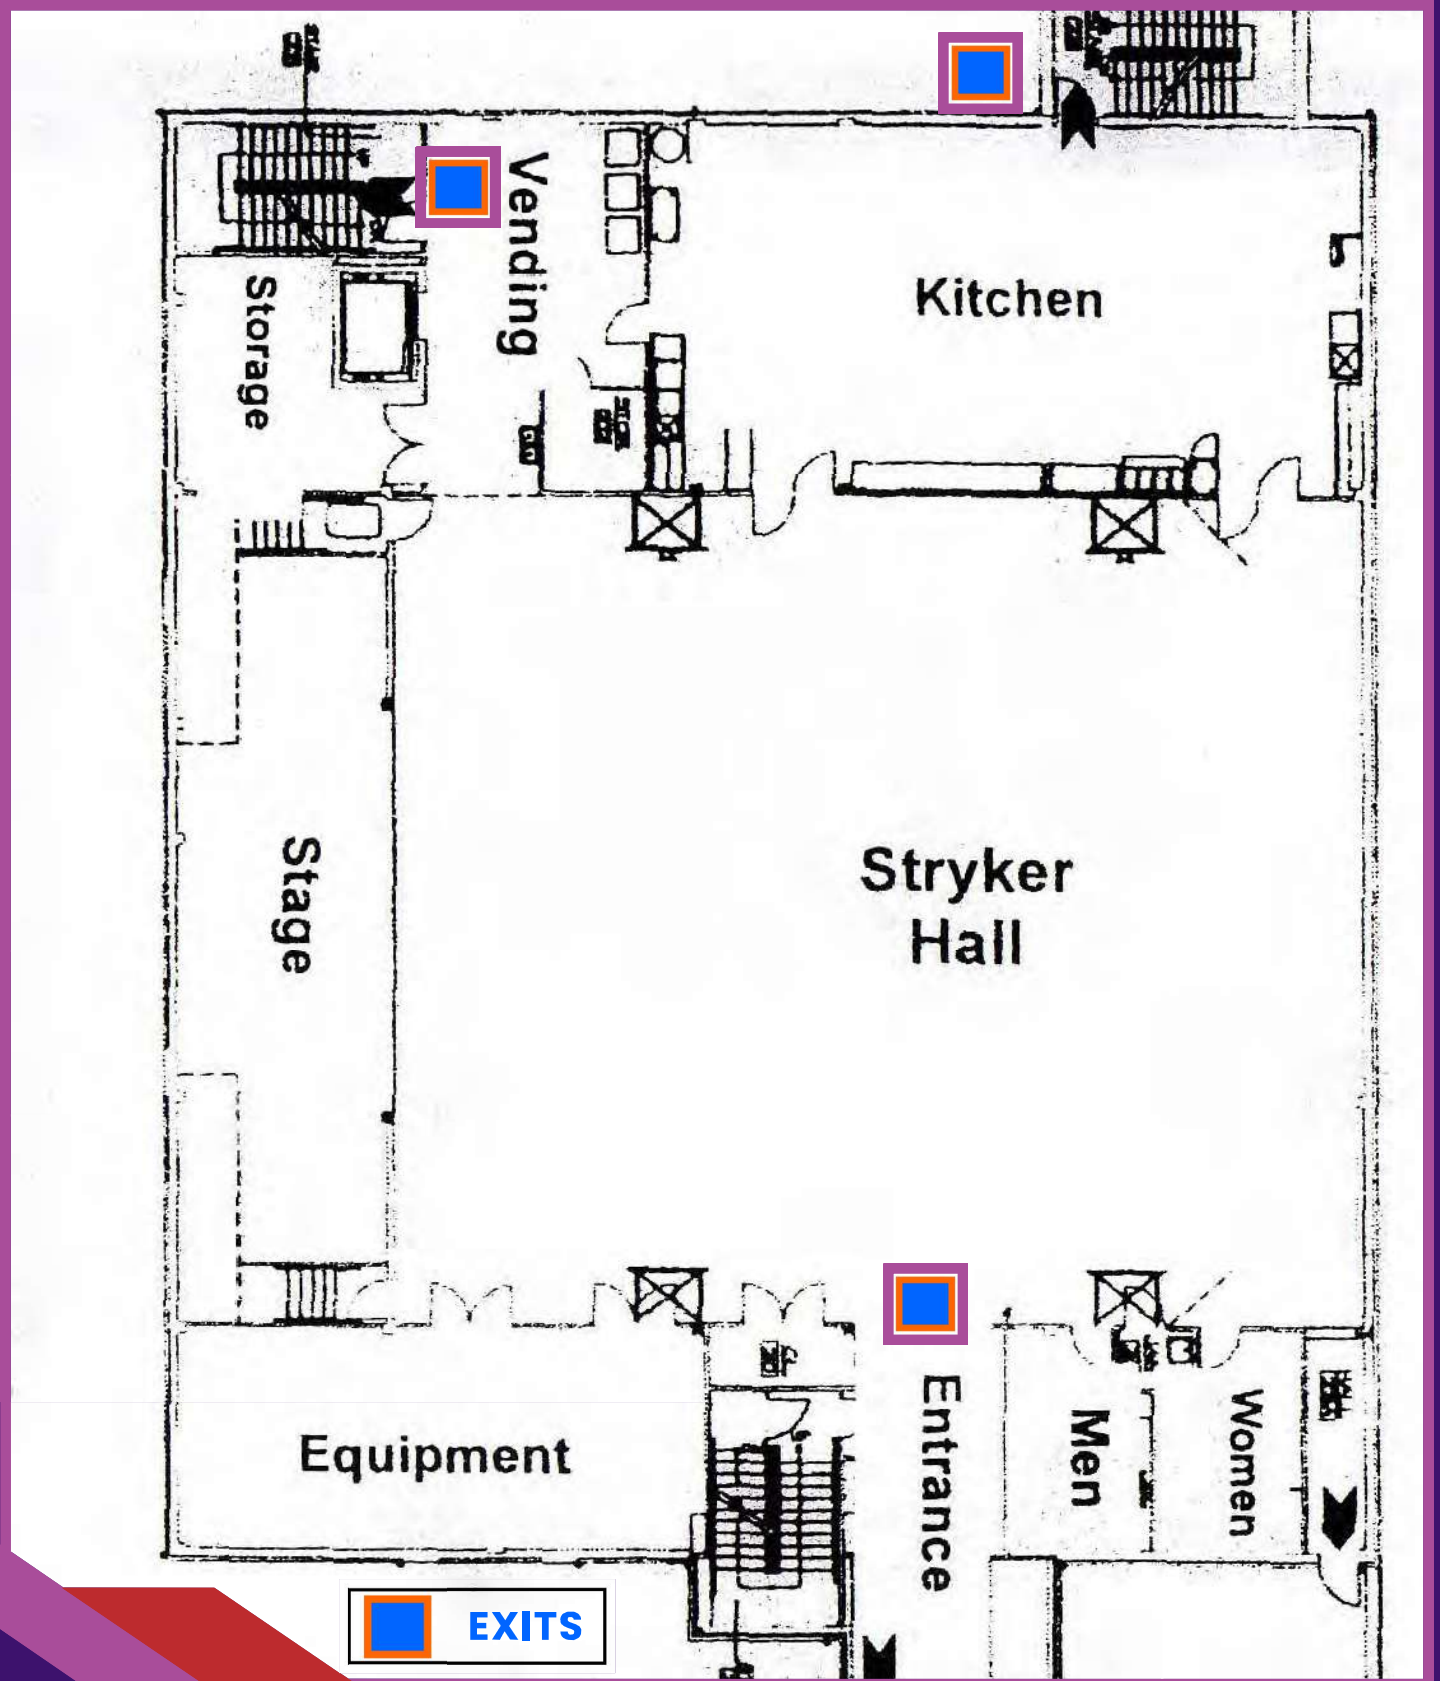 Vending
Kitchen
Storage
Stryker
Hall
Stage
Entrance
Men
Women
Equipment
EXITS